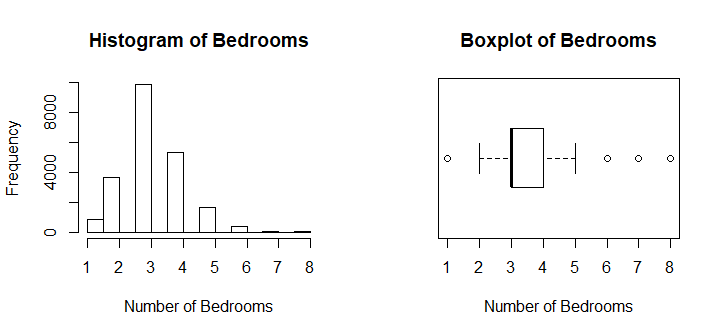 Histogram of Bedrooms
Frequency
8000
4000
0
1 2 3 4 5 6 7 8
Number of Bedrooms
Boxplot of Bedrooms
1 2 3 4 5 6 7 8
Number of Bedrooms